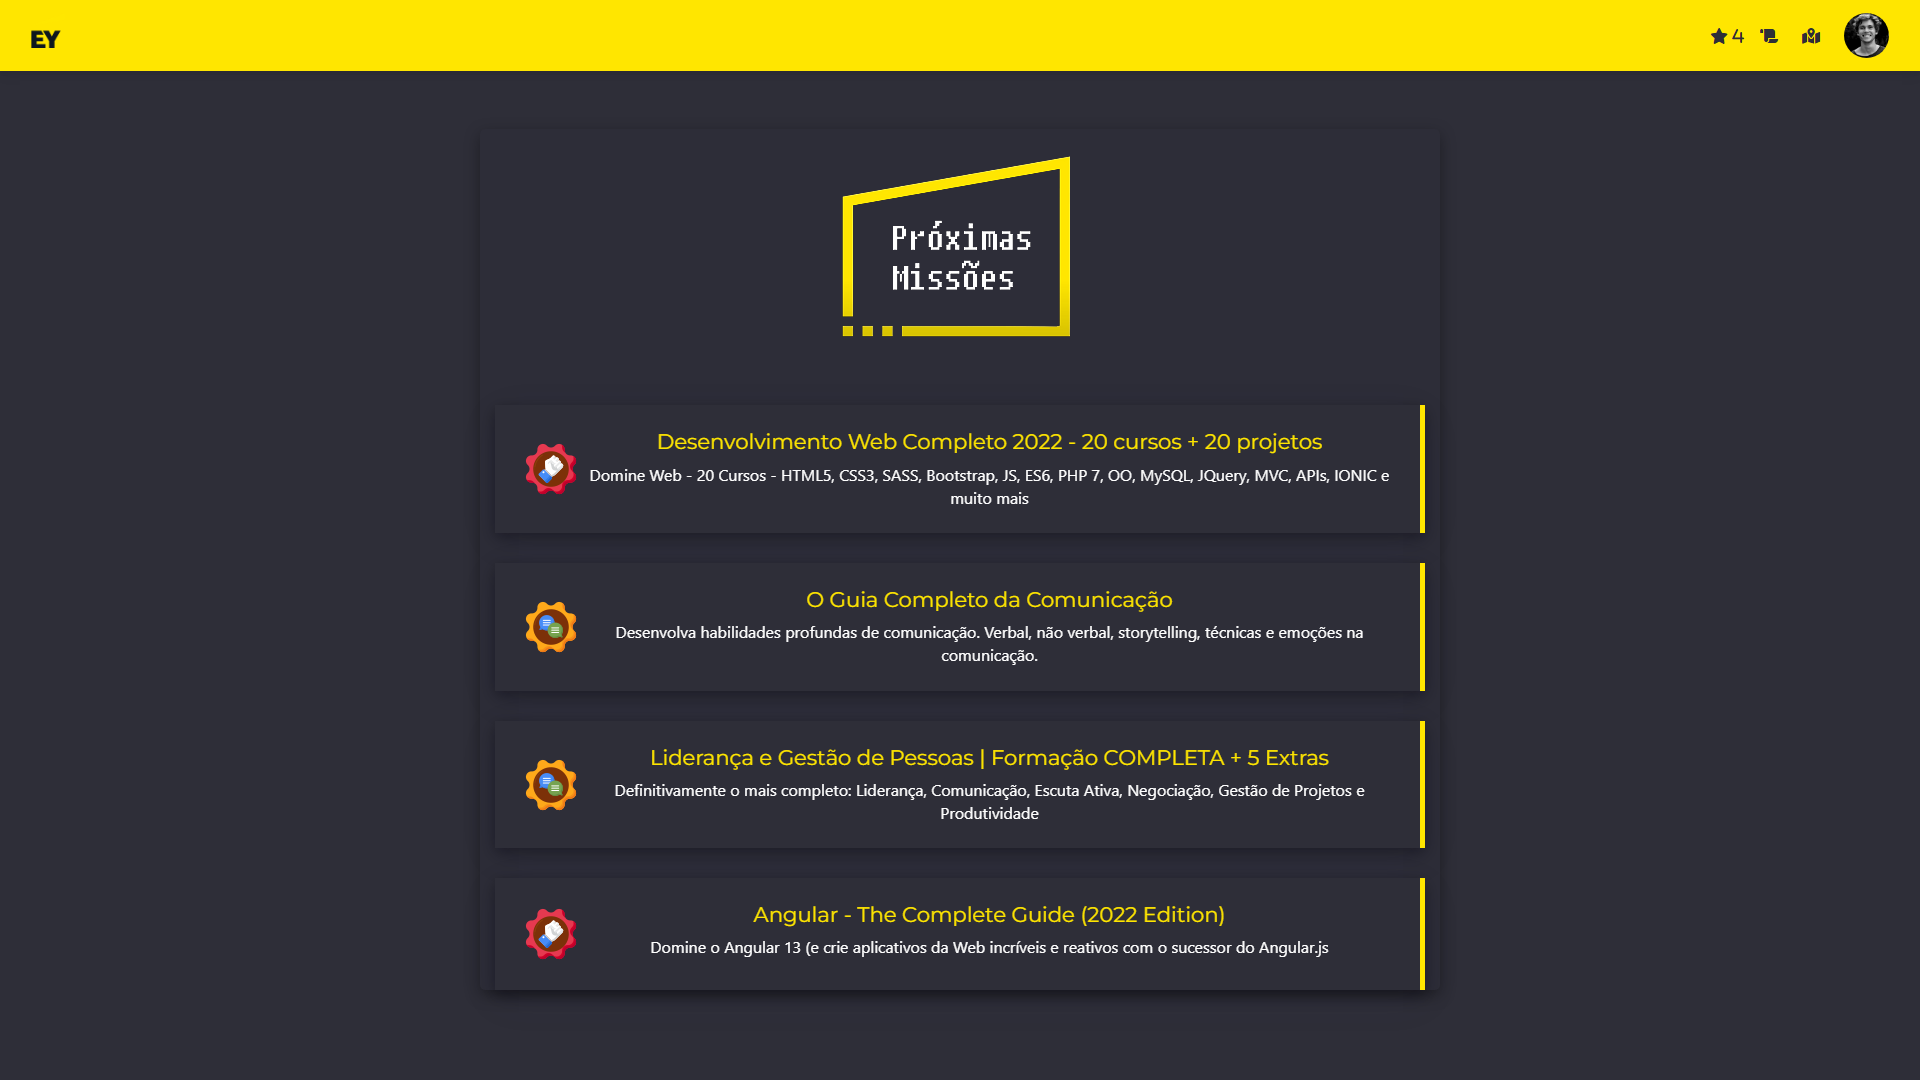 EY
4
Próximas
Missões
Desenvolvimento Web Completo 2022 - 20 cursos + 20 projetos
Domine Web - 20 Cursos - HTML5, CSS3, SASS, Bootstrap, JS, ES6, PHP 7, OO, MySQL, JQuery, MVC, APIs, IONIC e
muito mais
O Guia Completo da Comunicação
Desenvolva habilidades profundas de comunicação. Verbal, não verbal, storytelling, técnicas e emoções na
comunicação.
Liderança e Gestão de Pessoas | Formação COMPLETA + 5 Extras
Definitivamente o mais completo: Liderança, Comunicação, Escuta Ativa, Negociação, Gestão de Projetos e
Produtividade
Angular - The Complete Guide (2022 Edition)
Domine o Angular 13 (e crie aplicativos da Web incríveis e reativos com o sucessor do Angular.js